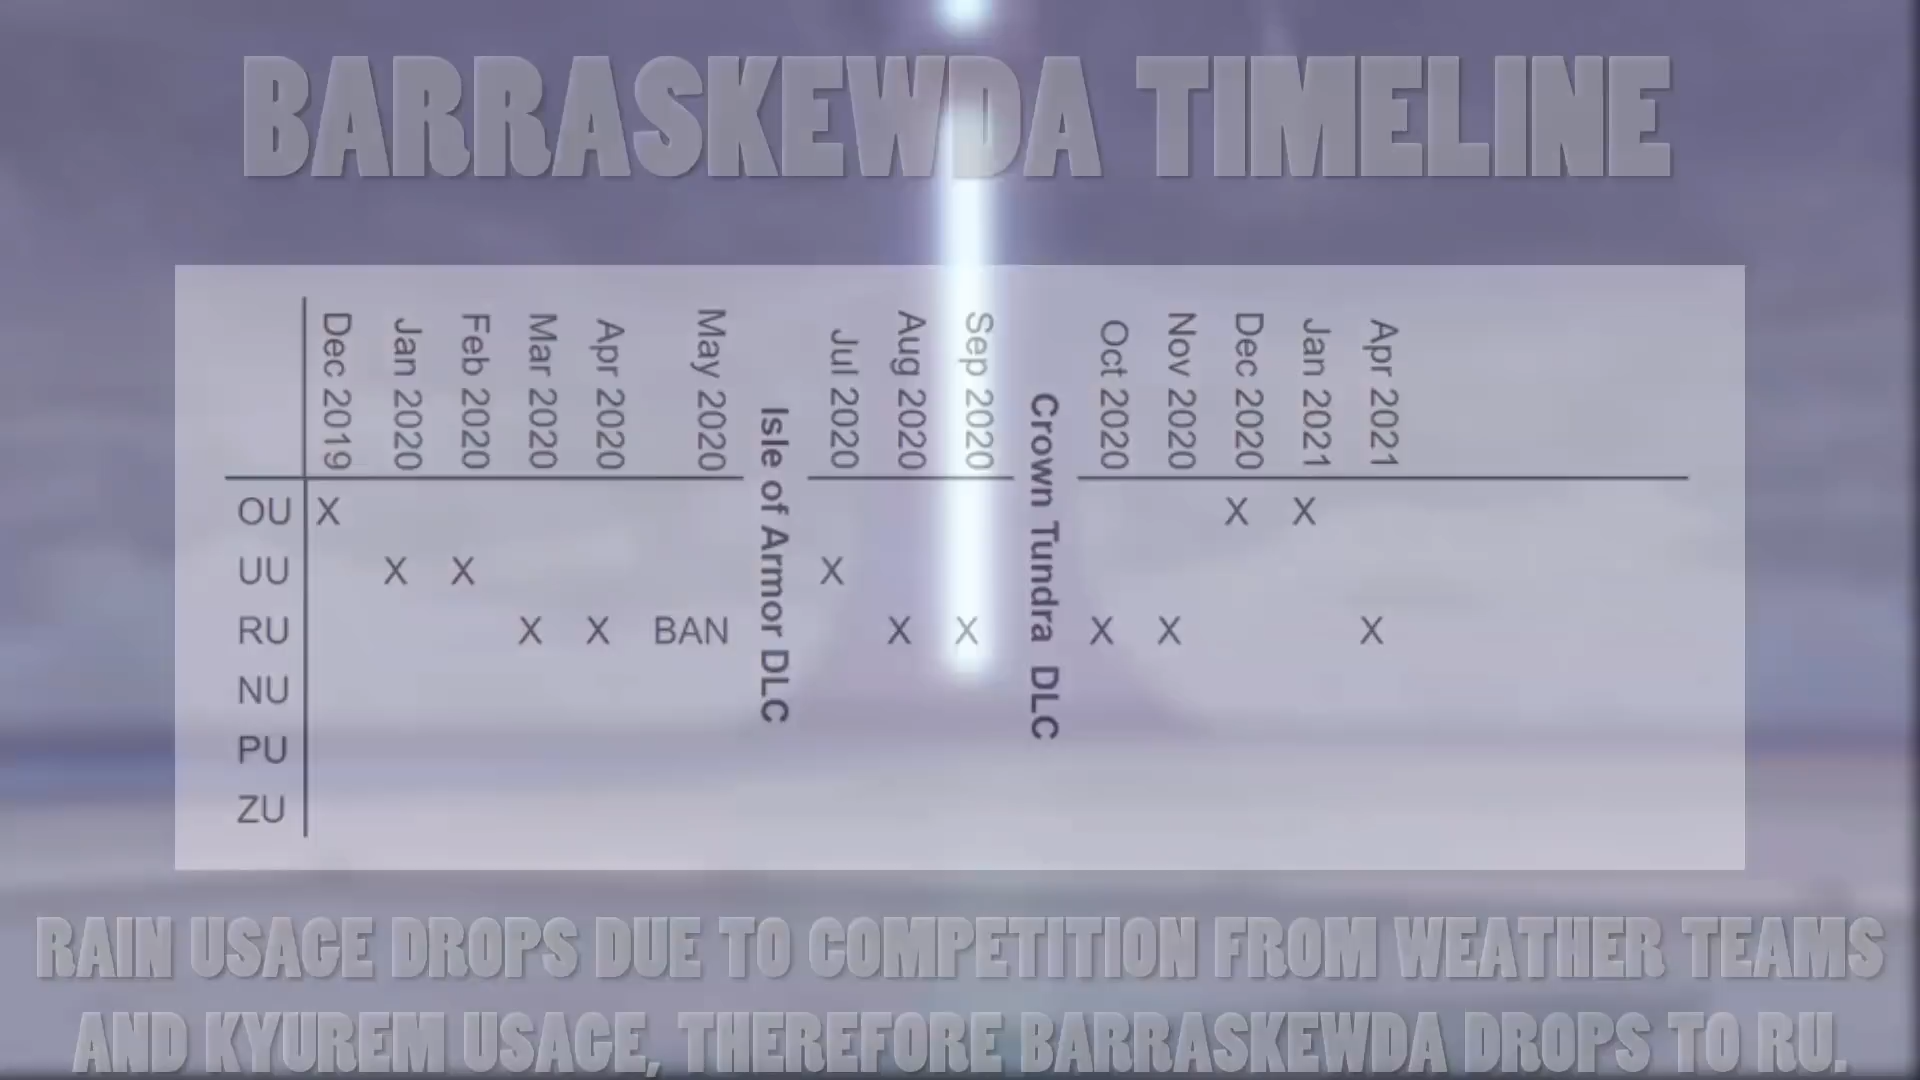 BARRASKEWDA TIMELINE
Dec 2019
Jan 2020
Feb 2020
Mar 2020
Apr 2020
May 2020
Isle of Armor DLC
Jul 2020
Aug 2020
Sep 2020
Crown Tundra DLC
Oct 2020
Nov 2020
Dec 2020
Jan 2021
Apr 2021
OU X X X
UU X X X
RU X X BAN X X X X X
NU
PU
ZU
RAIN USAGE DROPS DUE TO COMPETITION FROM WEATHER TEAMS
AND KYUREM USAGE, THEREFORE BARRASKEWDA DROPS TO RU.